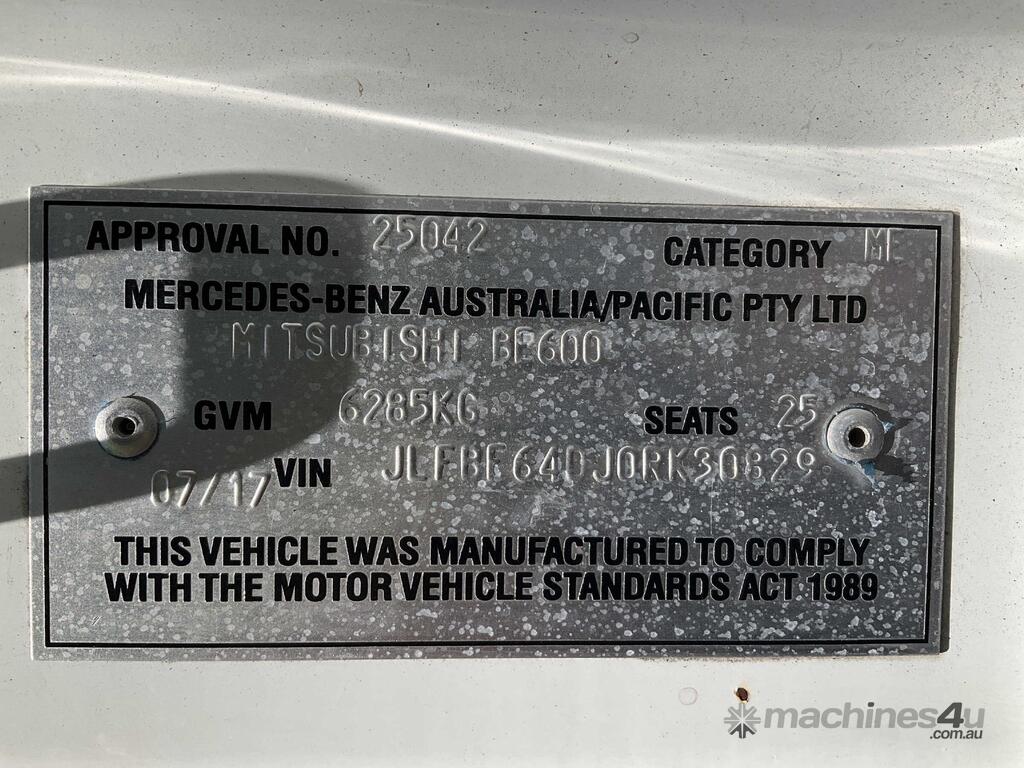 APPROVAL NO. 25042 CATEGORY ME
MERCEDES-BENZ AUSTRALIA/PACIFIC PTY LTD
MITSUBISHI BE600
GVM 6285KG SEATS 25
07/17 VIN JLFBE64DJ0RK30829
THIS VEHICLE WAS MANUFACTURED TO COMPLY
WITH THE MOTOR VEHICLE STANDARDS ACT 1989
machines4u
.com.au